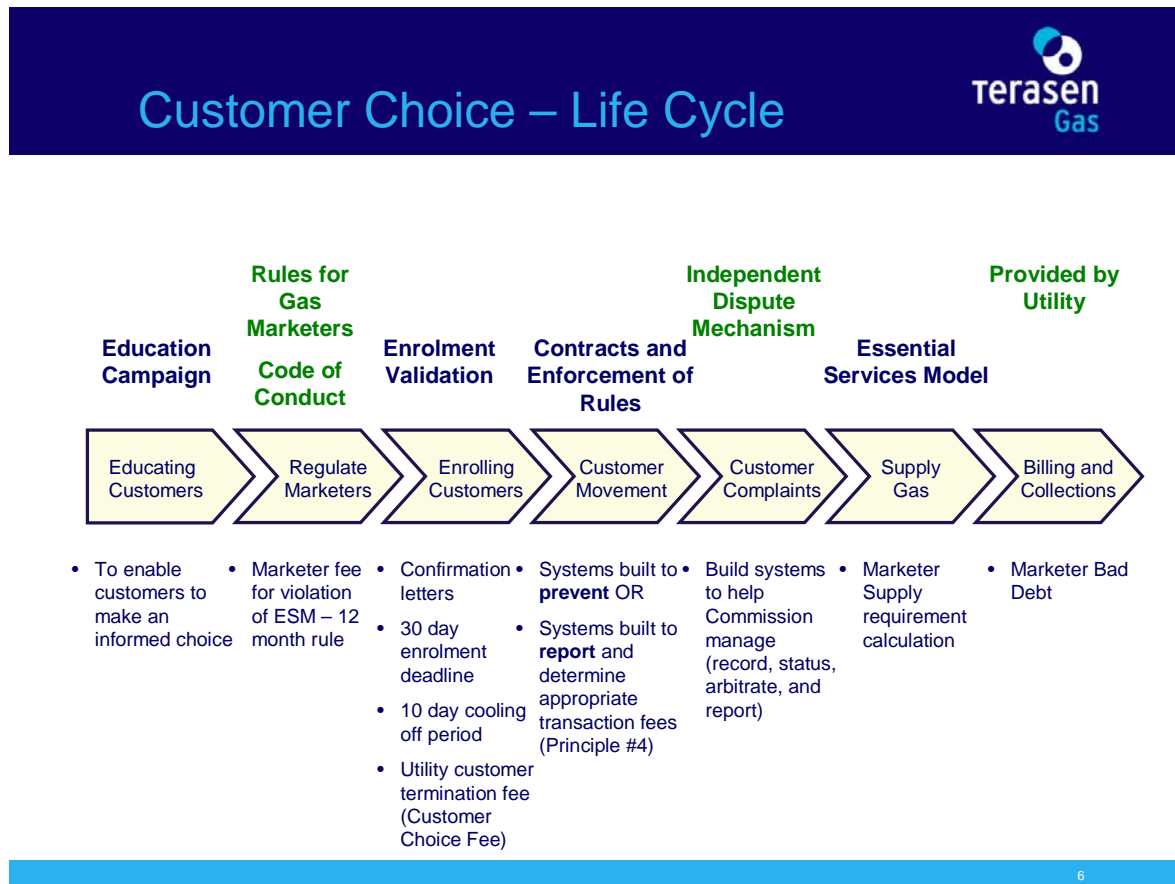 Customer Choice – Life Cycle
Terasen
Gas
Education
Campaign
Rules for
Gas
Marketers
Code of
Conduct
Enrolment
Validation
Contracts and
Enforcement of
Rules
Independent
Dispute
Mechanism
Essential
Services Model
Provided by
Utility
Educating
Customers
Regulate
Marketers
Enrolling
Customers
Customer
Movement
Customer
Complaints
Supply
Gas
Billing and
Collections
• To enable
customers to
make an
informed choice
• Marketer fee
for violation
of ESM – 12
month rule
• Confirmation
letters
• 30 day
enrolment
deadline
• 10 day cooling
off period
• Utility customer
termination fee
(Customer
Choice Fee)
• Systems built to
prevent OR
• Systems built to
report and
determine
appropriate
transaction fees
(Principle #4)
• Build systems
to help
Commission
manage
(record, status,
arbitrate, and
report)
• Marketer
Supply
requirement
calculation
• Marketer Bad
Debt
6